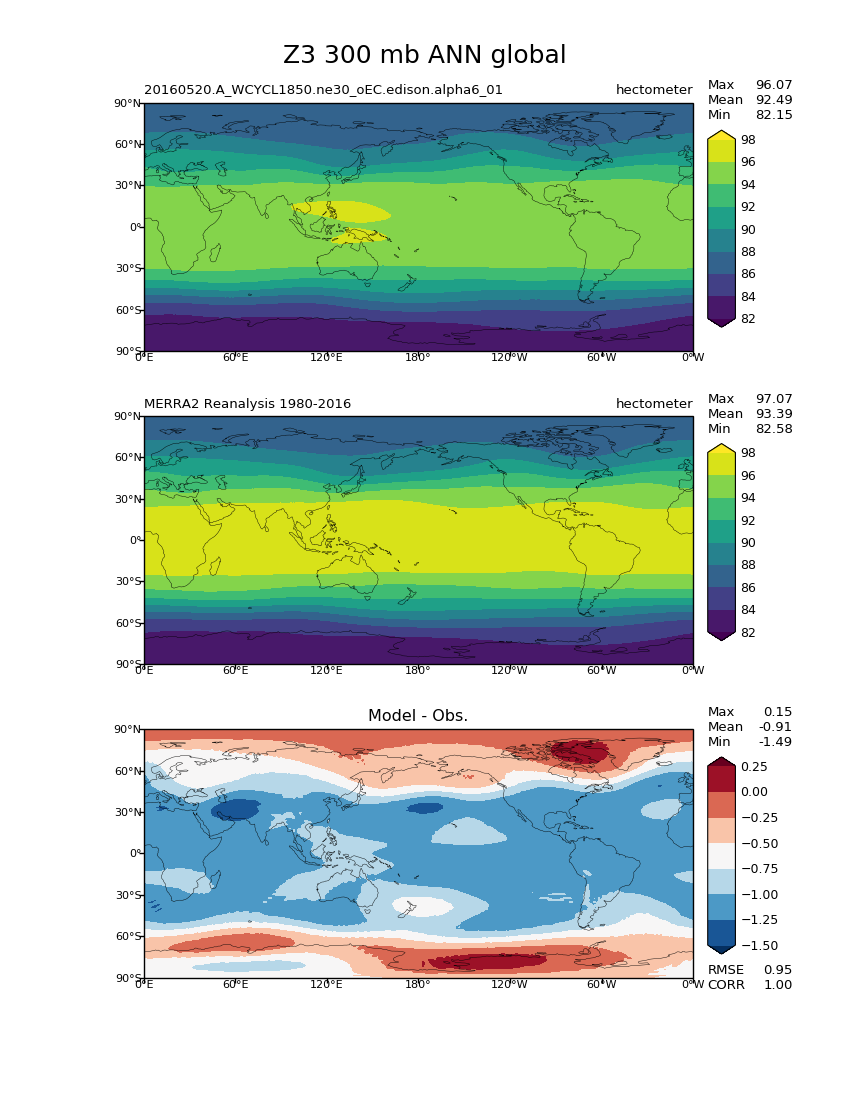 Z3 300 mb ANN global
20160520.A_WCYCL1850.ne30_oEC.edison.alpha6_01 hectometer
Max 96.07
Mean 92.49
Min 82.15
90°N
60°N
30°N
0°
30°S
60°S
90°S
0°E 60°E 120°E 180° 120°W 60°W 0°W
98
96
94
92
90
88
86
84
82
MERRA2 Reanalysis 1980-2016 hectometer
Max 97.07
Mean 93.39
Min 82.58
90°N
60°N
30°N
0°
30°S
60°S
90°S
0°E 60°E 120°E 180° 120°W 60°W 0°W
98
96
94
92
90
88
86
84
82
Model - Obs.
Max 0.15
Mean -0.91
Min -1.49
90°N
60°N
30°N
0°
30°S
60°S
90°S
0°E 60°E 120°E 180° 120°W 60°W 0°W
0.25
0.00
−0.25
−0.50
−0.75
−1.00
−1.25
−1.50
RMSE 0.95
CORR 1.00